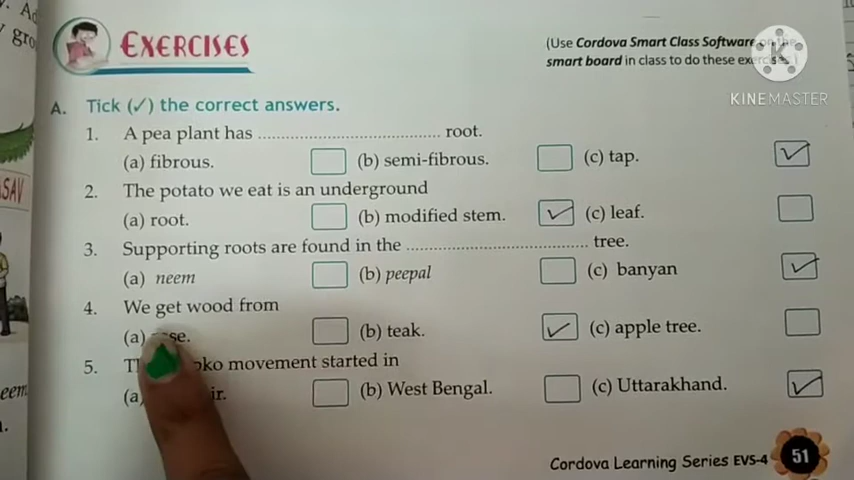 EXERCISES
(Use Cordova Smart Class Software on the
smart board in class to do these exercises.)
KINEMASTER
A. Tick (✓) the correct answers.
1. A pea plant has ........................................ root.
(a) fibrous. (b) semi-fibrous. (c) tap. ✓
2. The potato we eat is an underground
(a) root. (b) modified stem. ✓ (c) leaf.
3. Supporting roots are found in the ........................................ tree.
(a) neem (b) peepal (c) banyan ✓
4. We get wood from
(a) (b) teak. ✓ (c) apple tree.
5. movement started in
(a) (b) West Bengal. (c) Uttarakhand. ✓
Cordova Learning Series EVS-4 51